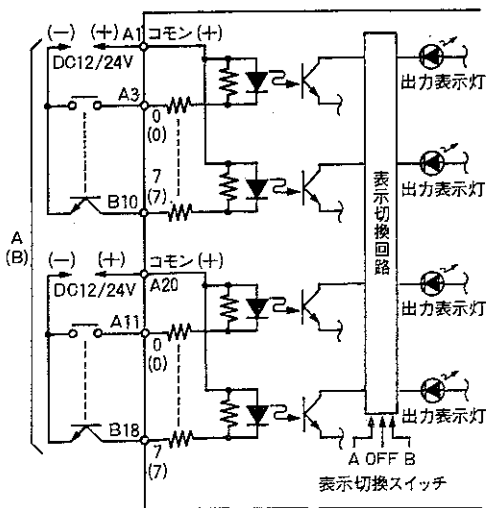 (-) (+) A1 コモン(+)
DC12/24V
出力表示灯
A3
0
(0)
7
(7)
B10
出力表示灯
表示切換回路
A
(B)
(-) (+) コモン(+)
DC12/24V A20
出力表示灯
A11
0
(0)
B18
7
(7)
出力表示灯
A OFF B
表示切換スイッチ